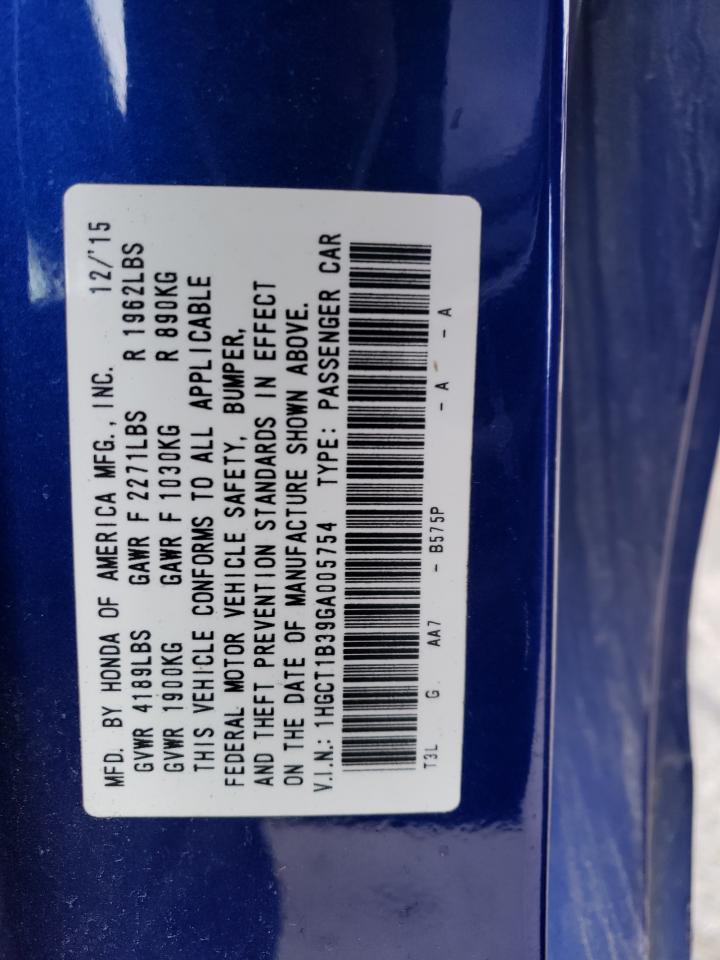 MFD. BY HONDA OF AMERICA MFG., INC. 12/'15
GVWR 4189LBS GAWR F 2271LBS R 1962LBS
GVWR 1900KG GAWR F 1030KG R 890KG
THIS VEHICLE CONFORMS TO ALL APPLICABLE
FEDERAL MOTOR VEHICLE SAFETY, BUMPER,
AND THEFT PREVENTION STANDARDS IN EFFECT
ON THE DATE OF MANUFACTURE SHOWN ABOVE.
V.I.N.: 1HGCT1B39GA005754 TYPE: PASSENGER CAR
T3L G. AA7 - B575P - A - A